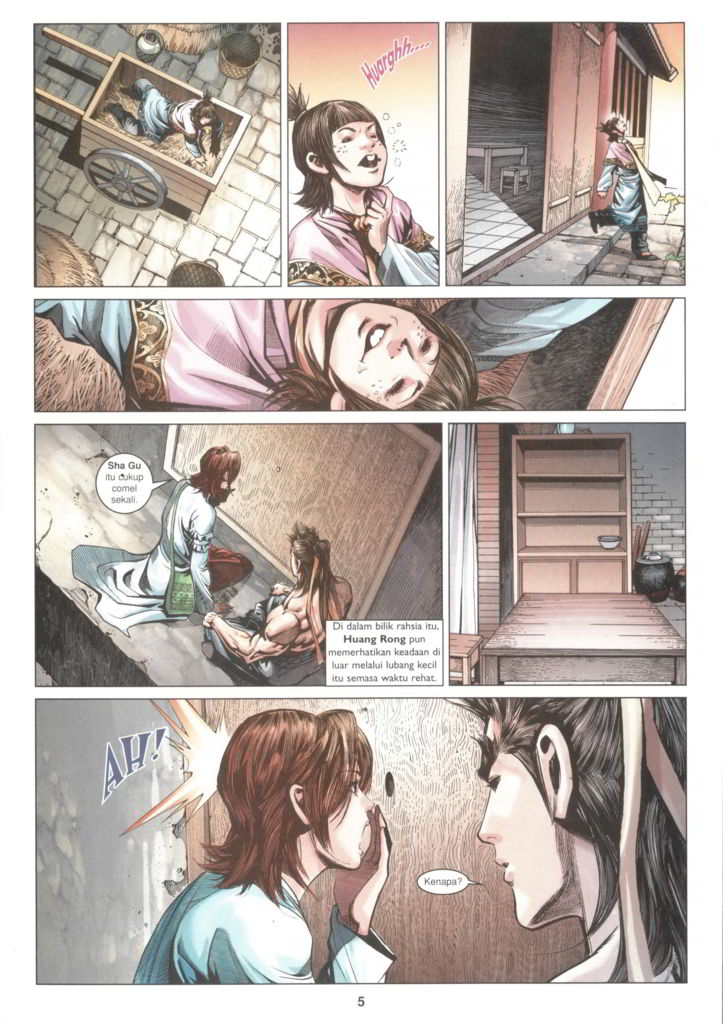 Huarghh....
Sha Gu
itu cukup
comel
sekali.
Di dalam bilik rahsia itu,
Huang Rong pun
memerhatikan keadaan di
luar melalui lubang kecil
itu semasa waktu rehat.
AH!
Kenapa?
5